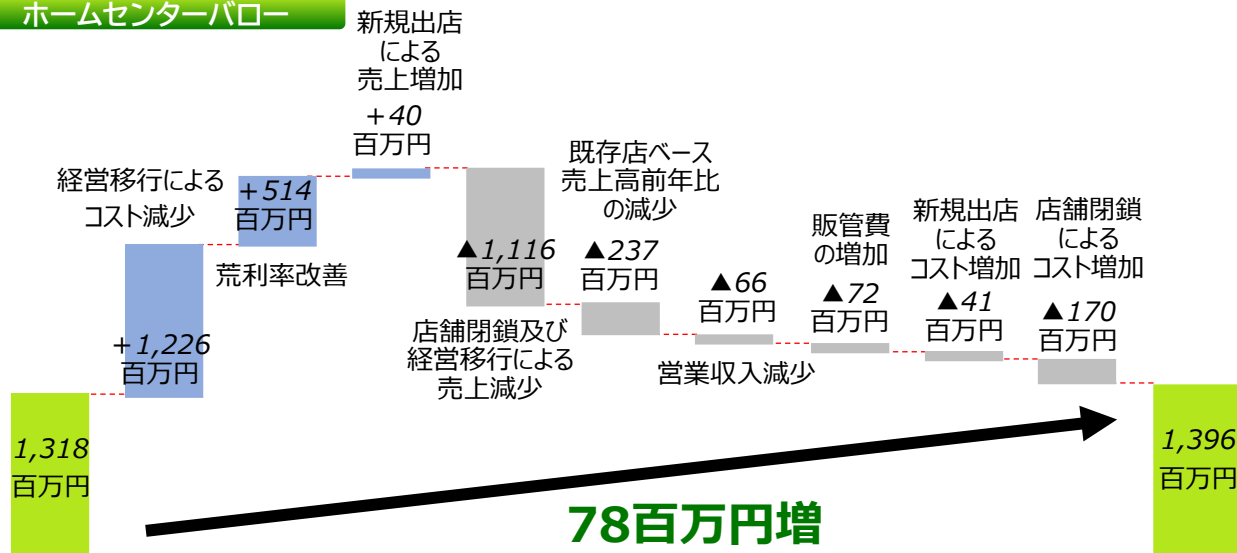 ホームセンターバロー
1,318
百万円
経営移行による
コスト減少
+1,226
百万円
+514
百万円
荒利率改善
新規出店
による
売上増加
+40
百万円
▲1,116
百万円
店舗閉鎖及び
経営移行による
売上減少
既存店ベース
売上高前年比
の減少
▲237
百万円
▲66
百万円
営業収入減少
販管費
の増加
▲72
百万円
新規出店
による
コスト増加
▲41
百万円
店舗閉鎖
による
コスト増加
▲170
百万円
1,396
百万円
78百万円増